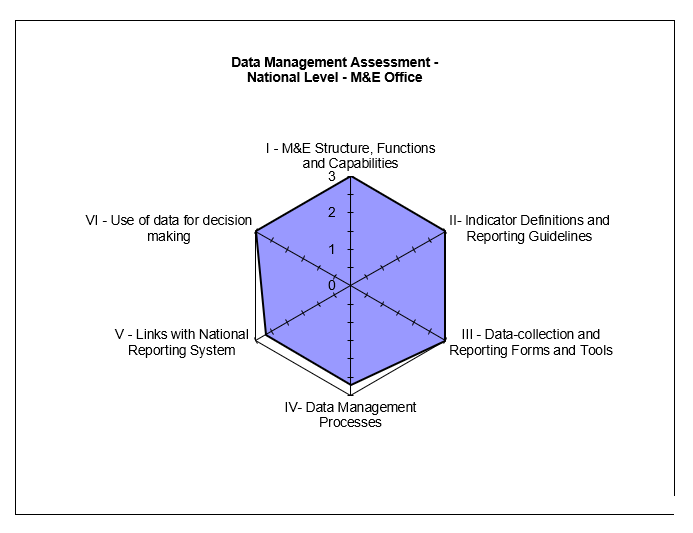 Data Management Assessment -
National Level - M&E Office
I - M&E Structure, Functions
and Capabilities
3
VI - Use of data for decision
making
2
II- Indicator Definitions and
Reporting Guidelines
1
0
V - Links with National
Reporting System
III - Data-collection and
Reporting Forms and Tools
IV- Data Management
Processes